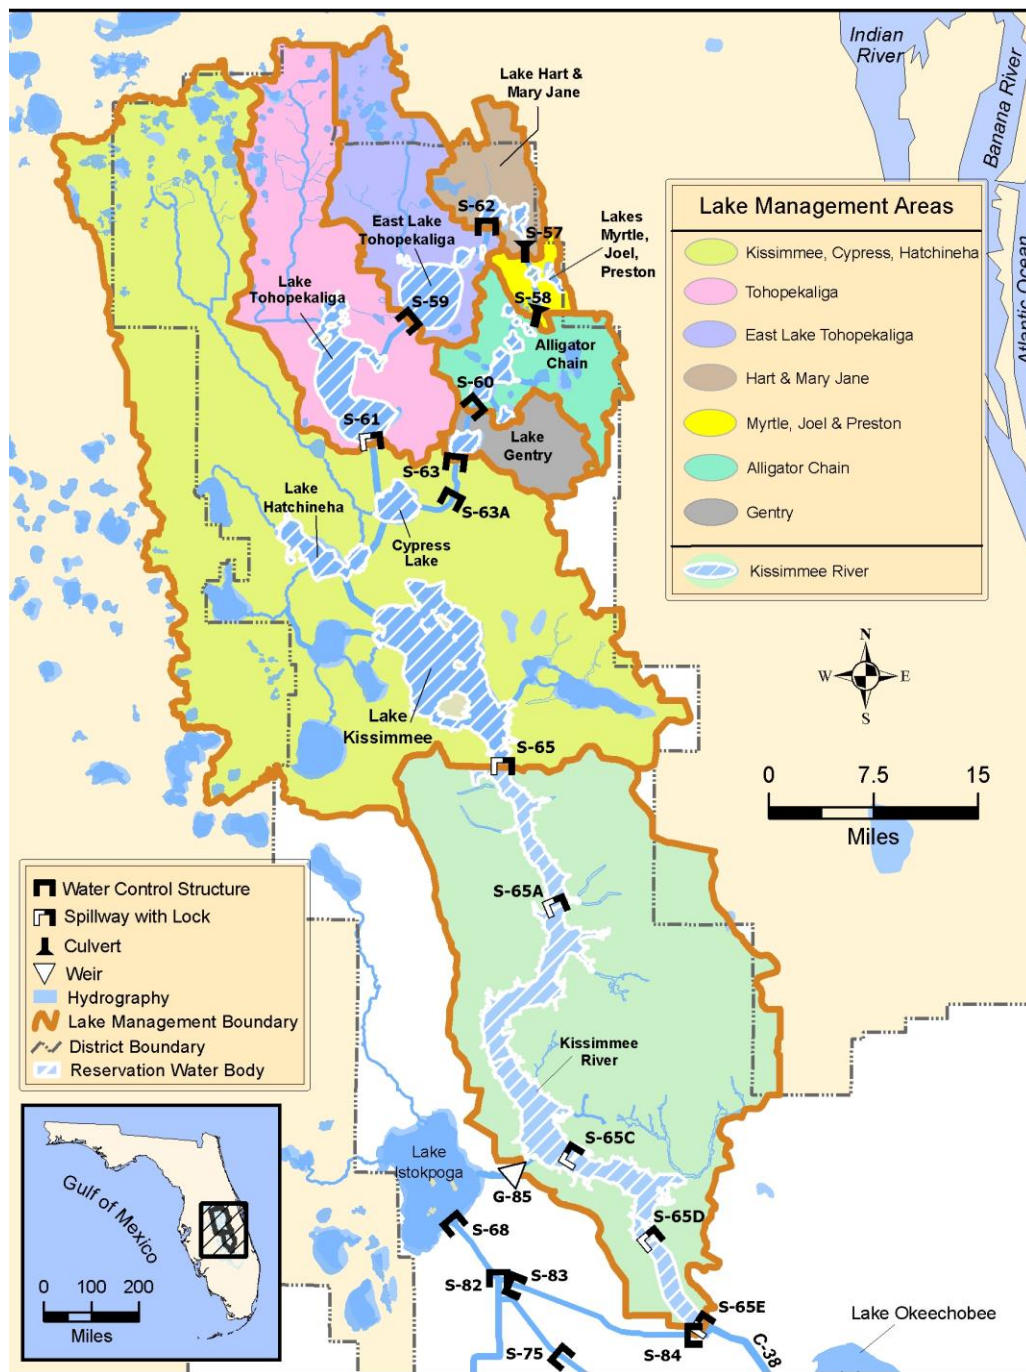 Indian
River
Banana River
Atlantic Ocean
Lake Hart &
Mary Jane
S-62
S-57
East Lake
Tohopekaliga
Lakes
Myrtle,
Joel,
Preston
Lake
Tohopekaliga
S-59
S-58
Alligator
Chain
S-60
S-61
Lake
Gentry
S-63
S-63A
Lake
Hatchineha
Cypress
Lake
Lake
Kissimmee
S-65
Lake Management Areas
Kissimmee, Cypress, Hatchineha
Tohopekaliga
East Lake Tohopekaliga
Hart & Mary Jane
Myrtle, Joel & Preston
Alligator Chain
Gentry
Kissimmee River
N
W
E
S
0 7.5 15
Miles
Water Control Structure
Spillway with Lock
Culvert
Weir
Hydrography
Lake Management Boundary
District Boundary
Reservation Water Body
S-65A
Kissimmee
River
S-65C
Lake
Istokpoga
G-85
S-68
S-65D
S-82
S-83
S-65E
S-84
S-75
C-38
Lake Okeechobee
Gulf of Mexico
0 100 200
Miles